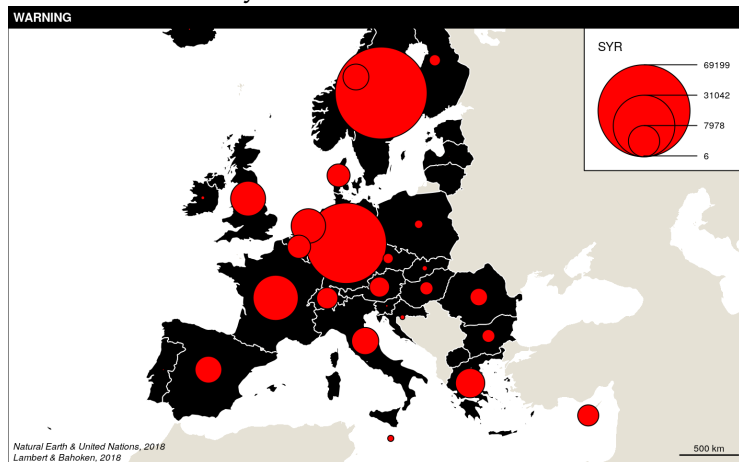 WARNING
SYR
69199
31042
7978
6
Natural Earth & United Nations, 2018
Lambert & Bahoken, 2018
500 km